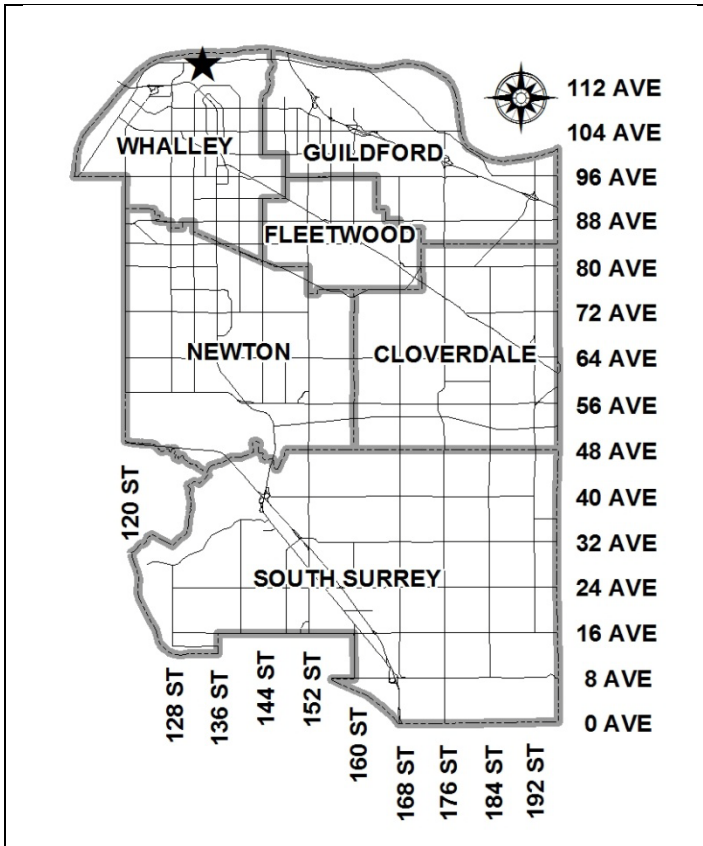 112 AVE
104 AVE
WHALLEY
GUILDFORD
96 AVE
88 AVE
FLEETWOOD
80 AVE
72 AVE
NEWTON
CLOVERDALE
64 AVE
56 AVE
48 AVE
120 ST
40 AVE
32 AVE
SOUTH SURREY
24 AVE
16 AVE
8 AVE
0 AVE
128 ST
136 ST
144 ST
152 ST
160 ST
168 ST
176 ST
184 ST
192 ST